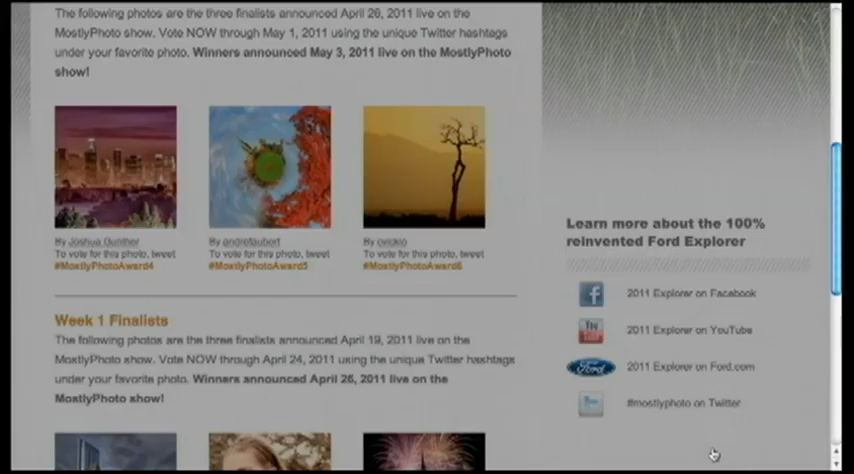 The following photos are the three finalists announced April 26, 2011 live on the
MostlyPhoto show. Vote NOW through May 1, 2011 using the unique Twitter hashtags
under your favorite photo. Winners announced May 3, 2011 live on the MostlyPhoto
show!
By Joshua Gunther
To vote for this photo, tweet
#MostlyPhotoAward4
By andrefaubert
To vote for this photo, tweet
#MostlyPhotoAward5
By
To vote for this photo, tweet
#MostlyPhotoAward6
Week 1 Finalists
The following photos are the three finalists announced April 19, 2011 live on the
MostlyPhoto show. Vote NOW through April 24, 2011 using the unique Twitter hashtags
under your favorite photo. Winners announced April 26, 2011 live on the
MostlyPhoto show!
Learn more about the 100%
reinvented Ford Explorer
2011 Explorer on Facebook
You Tube
2011 Explorer on YouTube
Ford
2011 Explorer on Ford.com
#mostlyphoto on Twitter